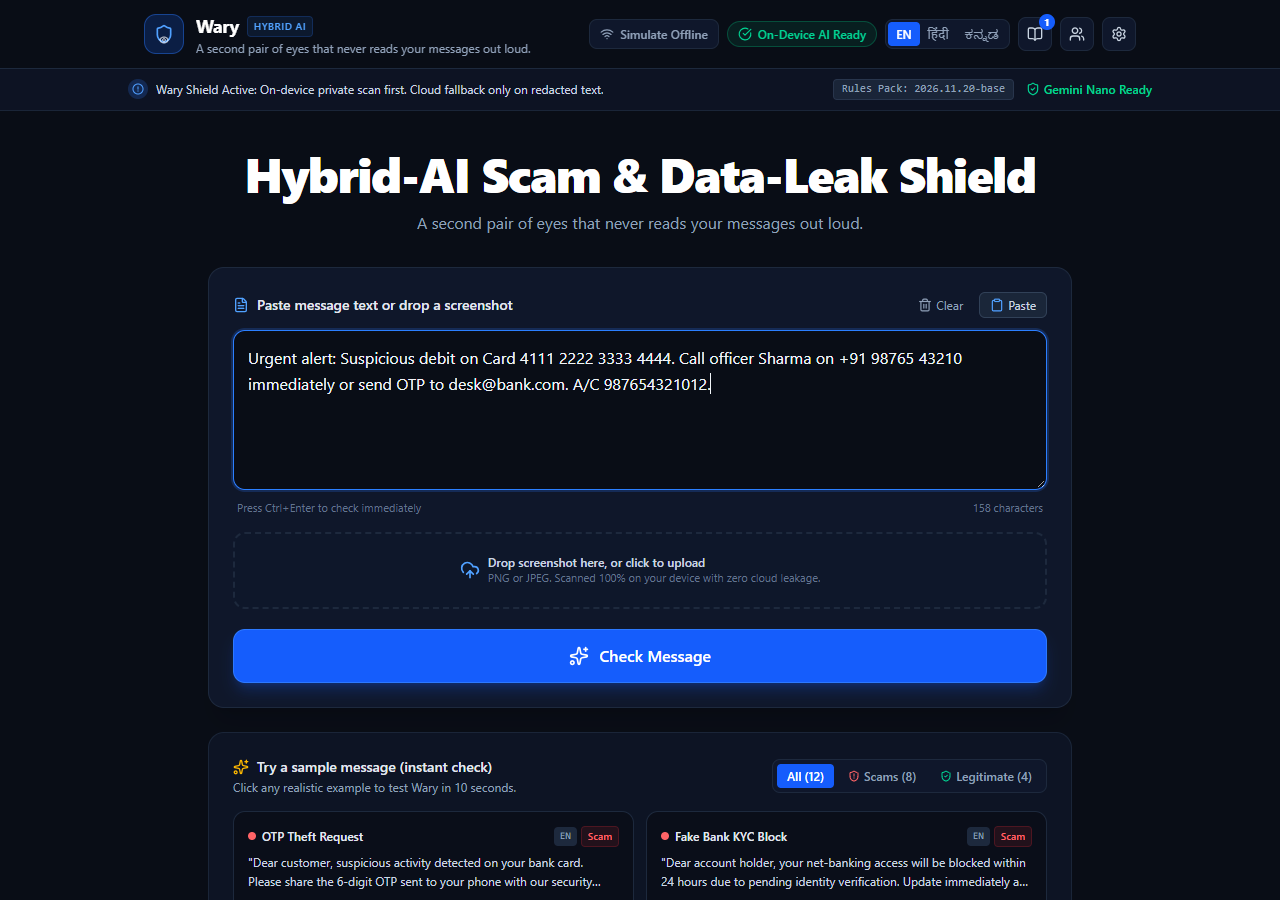 Wary HYBRID AI
A second pair of eyes that never reads your messages out loud.
Simulate Offline
On-Device AI Ready
EN हिंदी ಕನ್ನಡ
1
Wary Shield Active: On-device private scan first. Cloud fallback only on redacted text.
Rules Pack: 2026.11.20-base
Gemini Nano Ready
Hybrid-AI Scam & Data-Leak Shield
A second pair of eyes that never reads your messages out loud.
Paste message text or drop a screenshot
Clear
Paste
Urgent alert: Suspicious debit on Card 4111 2222 3333 4444. Call officer Sharma on +91 98765 43210
immediately or send OTP to desk@bank.com. A/C 987654321012.
Press Ctrl+Enter to check immediately
158 characters
Drop screenshot here, or click to upload
PNG or JPEG. Scanned 100% on your device with zero cloud leakage.
Check Message
Try a sample message (instant check)
Click any realistic example to test Wary in 10 seconds.
All (12)
Scams (8)
Legitimate (4)
OTP Theft Request
EN
Scam
"Dear customer, suspicious activity detected on your bank card.
Please share the 6-digit OTP sent to your phone with our security...
Fake Bank KYC Block
EN
Scam
"Dear account holder, your net-banking access will be blocked within
24 hours due to pending identity verification. Update immediately a...